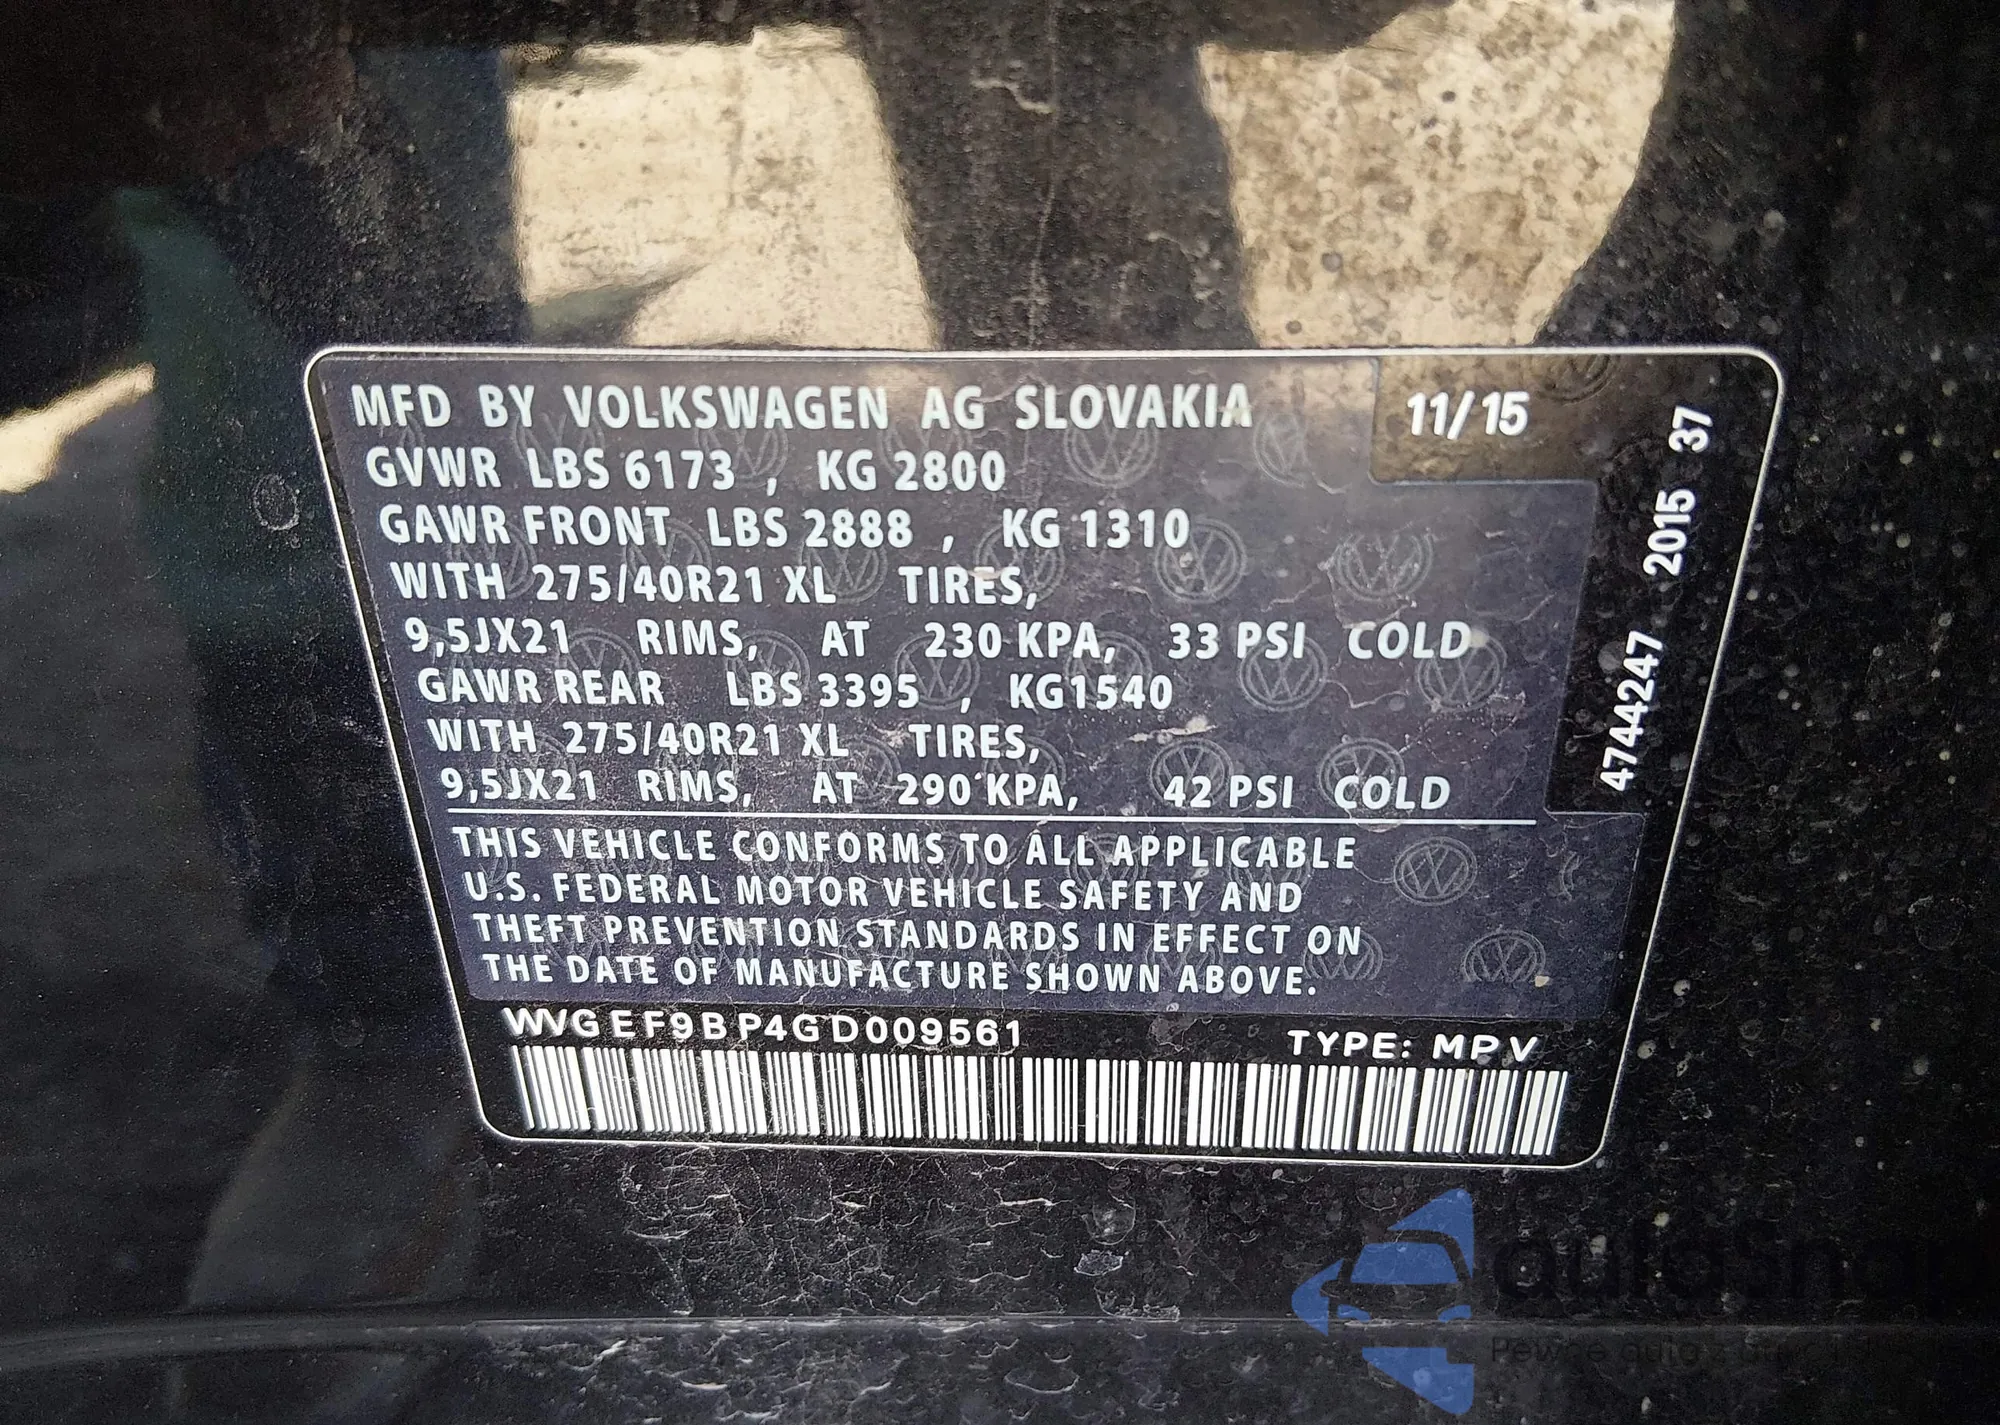 MFD BY VOLKSWAGEN AG SLOVAKIA 11/15
GVWR LBS 6173 , KG 2800
GAWR FRONT LBS 2888 , KG 1310
WITH 275/40R21 XL TIRES,
9,5JX21 RIMS, AT 230 KPA, 33 PSI COLD
GAWR REAR LBS 3395 , KG1540
WITH 275/40R21 XL TIRES,
9,5JX21 RIMS, AT 290 KPA, 42 PSI COLD
4744247 2015 37
THIS VEHICLE CONFORMS TO ALL APPLICABLE
U.S. FEDERAL MOTOR VEHICLE SAFETY AND
THEFT PREVENTION STANDARDS IN EFFECT ON
THE DATE OF MANUFACTURE SHOWN ABOVE.
WVGEF9BP4GD009561 TYPE: MPV
Pewne auta z